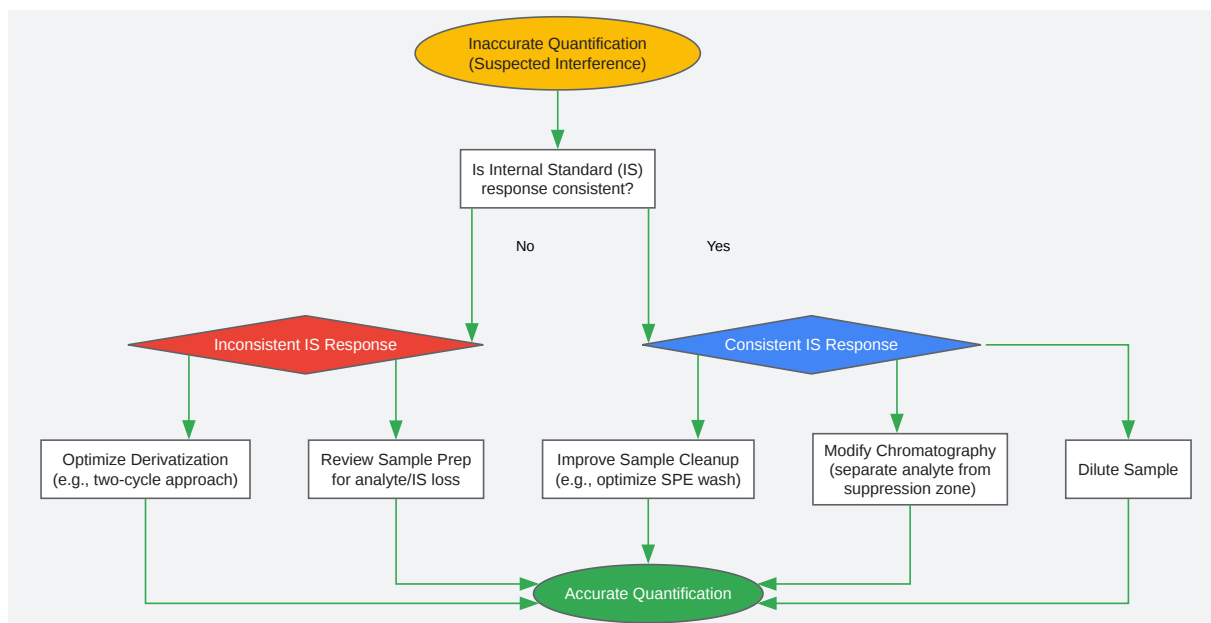 Inaccurate Quantification
(Suspected Interference)
Is Internal Standard (IS)
response consistent?
No
Yes
Inconsistent IS Response
Consistent IS Response
Optimize Derivatization
(e.g., two-cycle approach)
Review Sample Prep
for analyte/IS loss
Improve Sample Cleanup
(e.g., optimize SPE wash)
Modify Chromatography
(separate analyte from
suppression zone)
Dilute Sample
Accurate Quantification